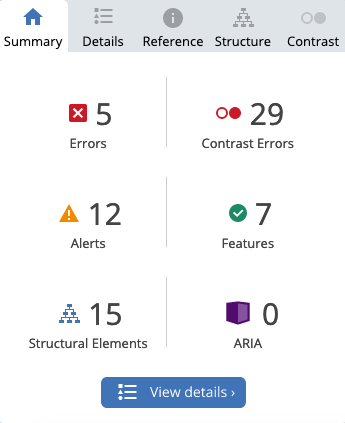 Summary Details Reference Structure Contrast
5 29
Errors Contrast Errors
12 7
Alerts Features
15 0
Structural Elements ARIA
View details ›